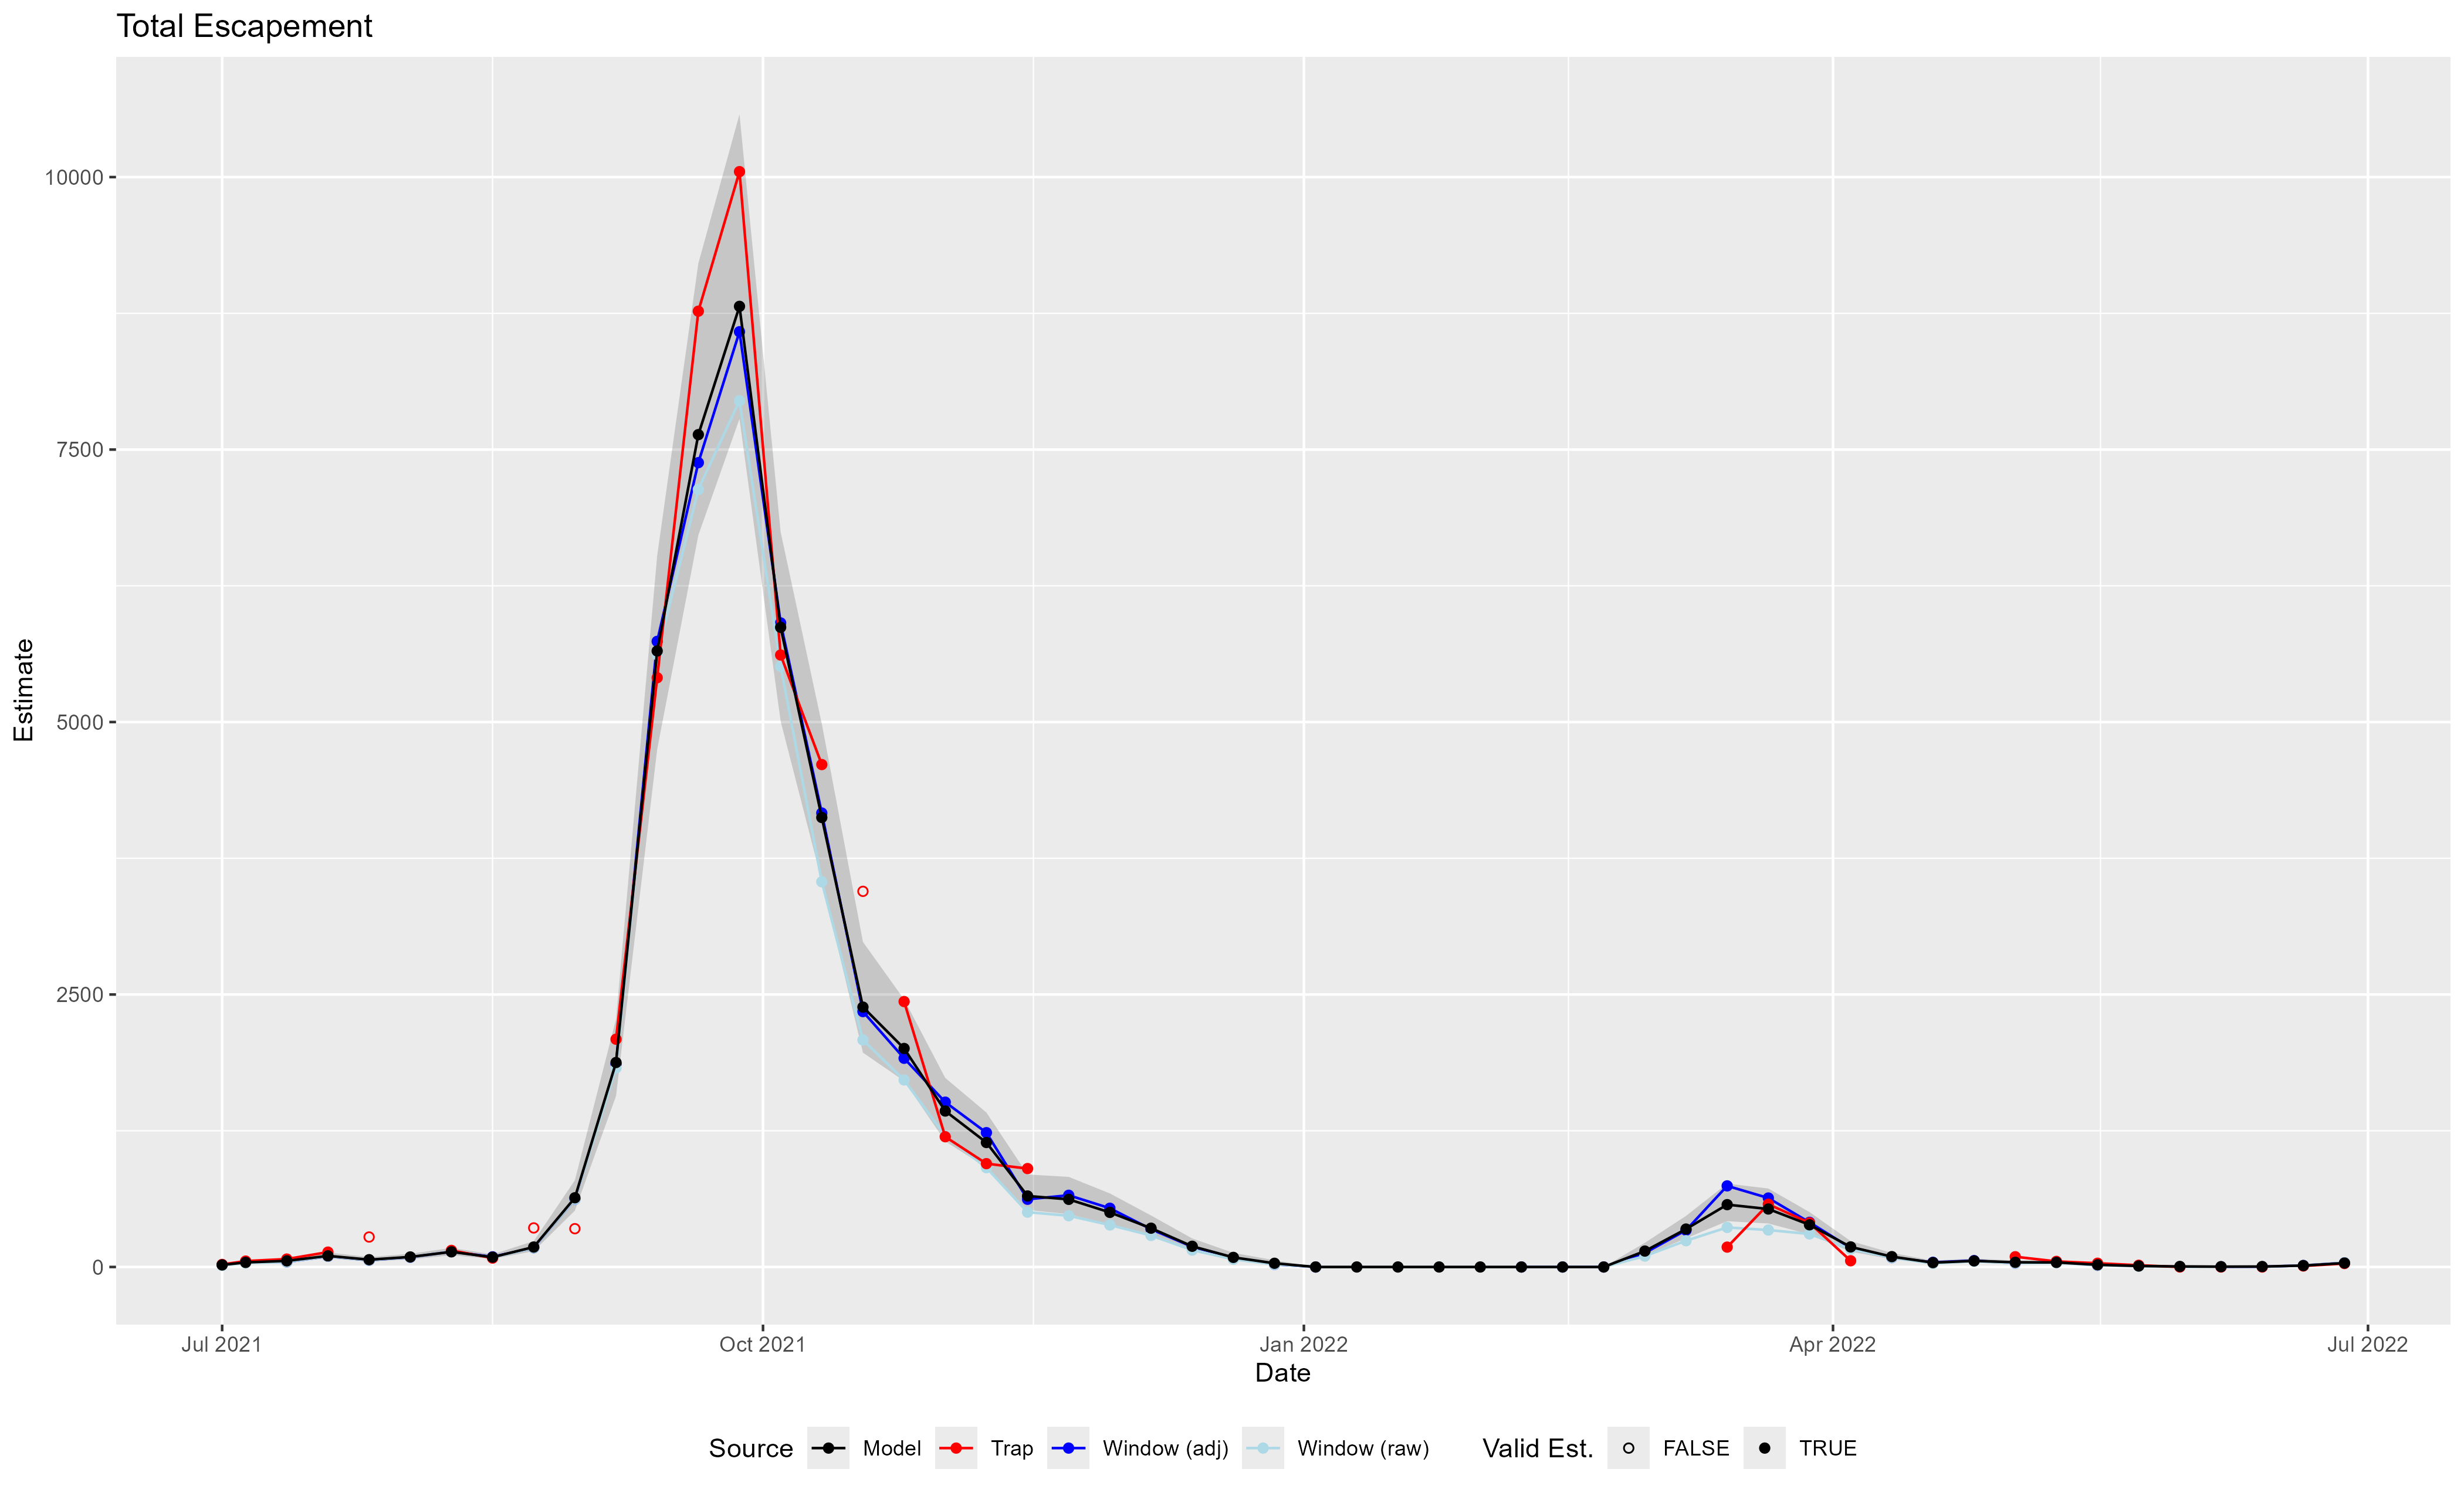 Total Escapement
10000
7500
5000
2500
0
Estimate
Jul 2021 Oct 2021 Jan 2022 Apr 2022 Jul 2022
Date
Source Model Trap Window (adj) Window (raw) Valid Est. FALSE TRUE